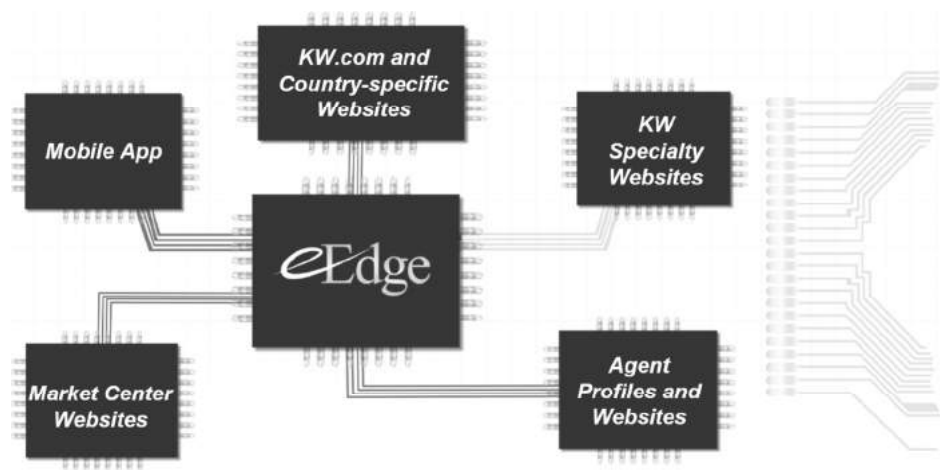 KW.com and
Country-specific
Websites
Mobile App
KW
Specialty
Websites
eEdge
Market Center
Websites
Agent
Profiles and
Websites